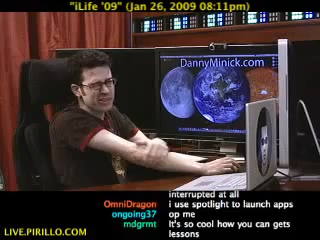 "iLife '09" (Jan 26, 2009 08:11pm)
DannyMinick.com
interrupted at all
OmniDragon i use spotlight to launch apps
ongoing37 op me
mdgrmt It's so cool how you can gets
lessons
LIVE.PIRILLO.COM